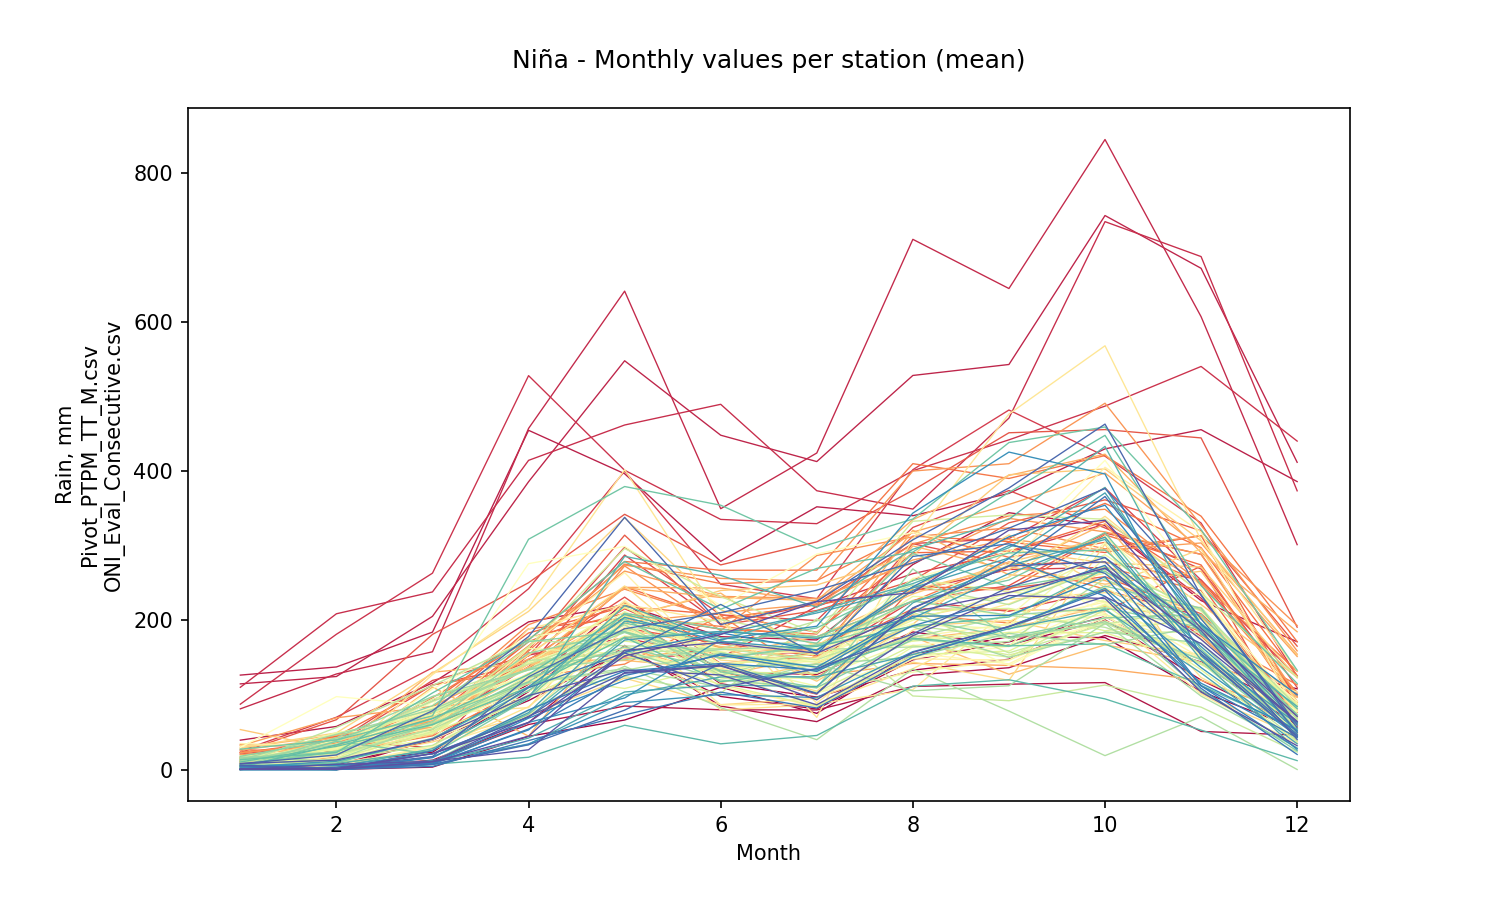 Niña - Monthly values per station (mean)
800
600
400
200
0
Rain, mm
Pivot_PTPM_TT_M.csv
ONI_Eval_Consecutive.csv
2 4 6 8 10 12
Month